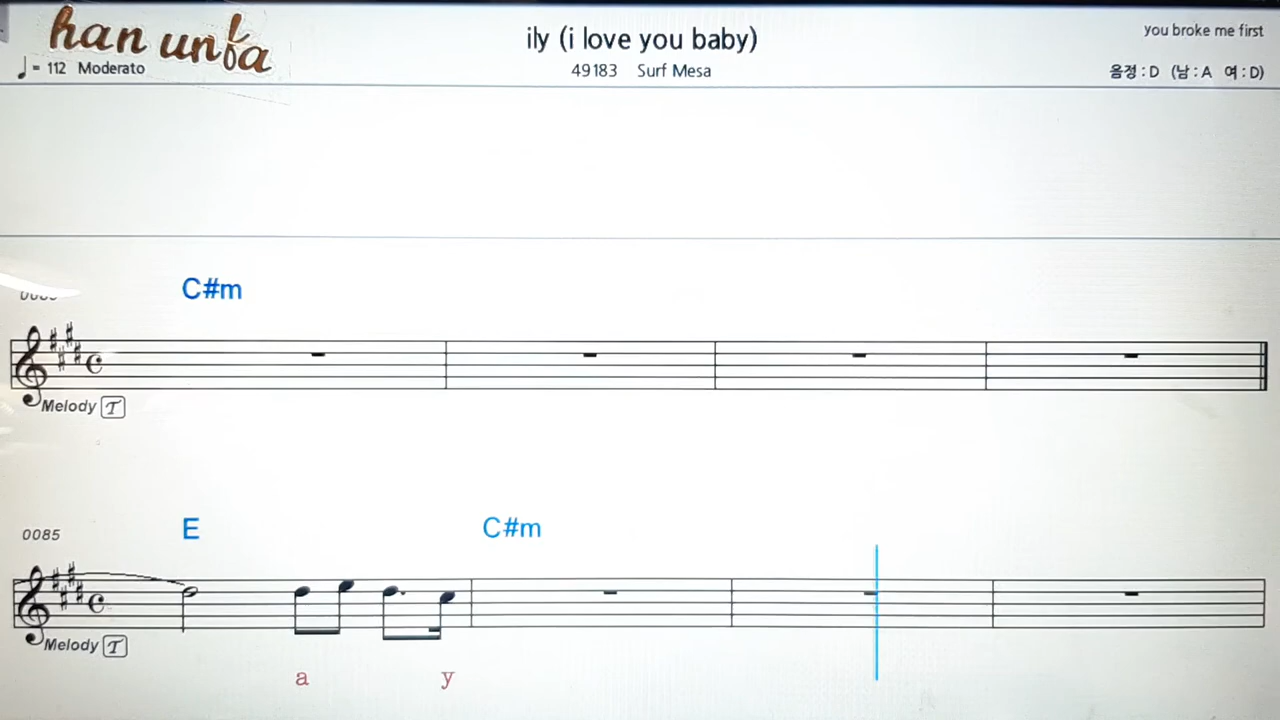 han unfa
ily (i love you baby)
you broke me first
♩= 112 Moderato
49183 Surf Mesa
음정 : D (남 : A 여 : D)
C#m
Melody T
0085
E C#m
Melody T
a y